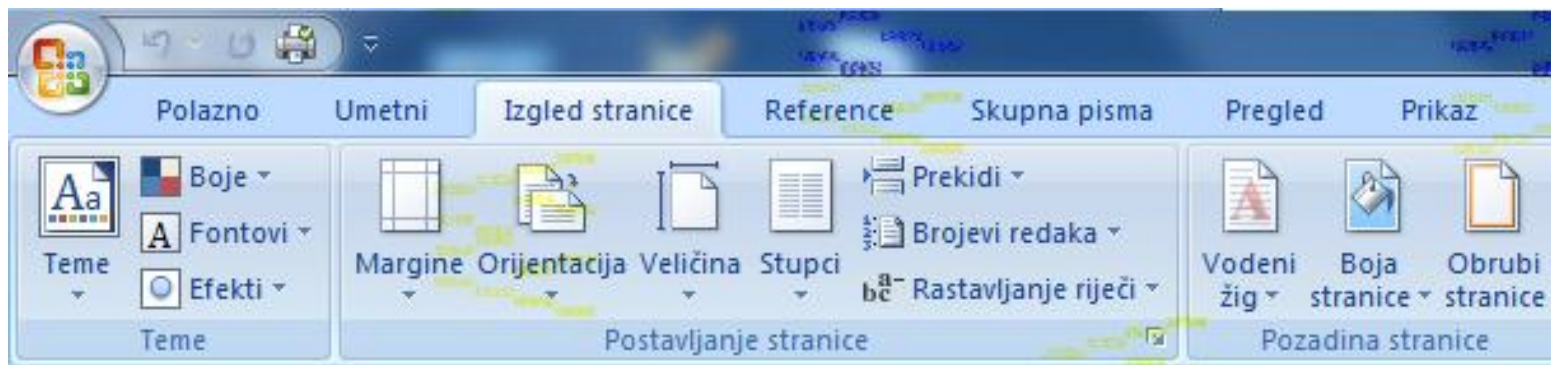 Polazno Umetni Izgled stranice Reference Skupna pisma Pregled Prikaz
Aa
Teme
Boje
A Fontovi
Efekti
Teme
Margine
Orijentacija
Veličina
Stupci
Prekidi
Brojevi redaka
Rastavljanje riječi
Postavljanje stranice
Vodeni
žig
Boja
stranice
Obrubi
stranice
Pozadina stranice